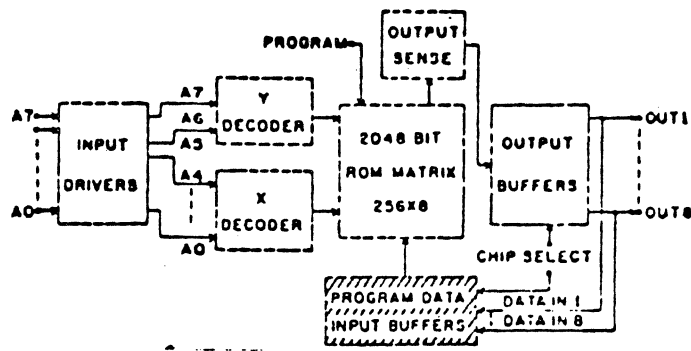 PROGRAM
OUTPUT
SENSE
A7
A0
INPUT
DRIVERS
A7
A6
A5
A4
A0
Y
DECODER
X
DECODER
2048 BIT
ROM MATRIX
256X8
OUTPUT
BUFFERS
OUT1
OUT8
CHIP SELECT
PROGRAM DATA
INPUT BUFFERS
DATA IN 1
DATA IN 8